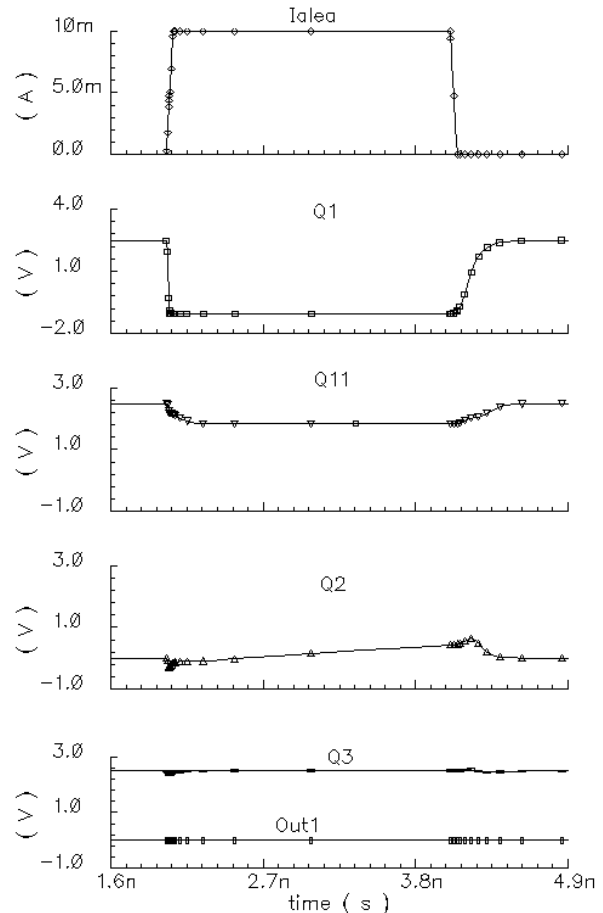 Ialea
10m
5.0m
0.0
( A )
Q1
4.0
1.0
-2.0
( V )
Q11
3.0
1.0
-1.0
( V )
Q2
3.0
1.0
-1.0
( V )
Q3
3.0
1.0
-1.0
( V )
Out1
1.6n 2.7n 3.8n 4.9n
time ( s )